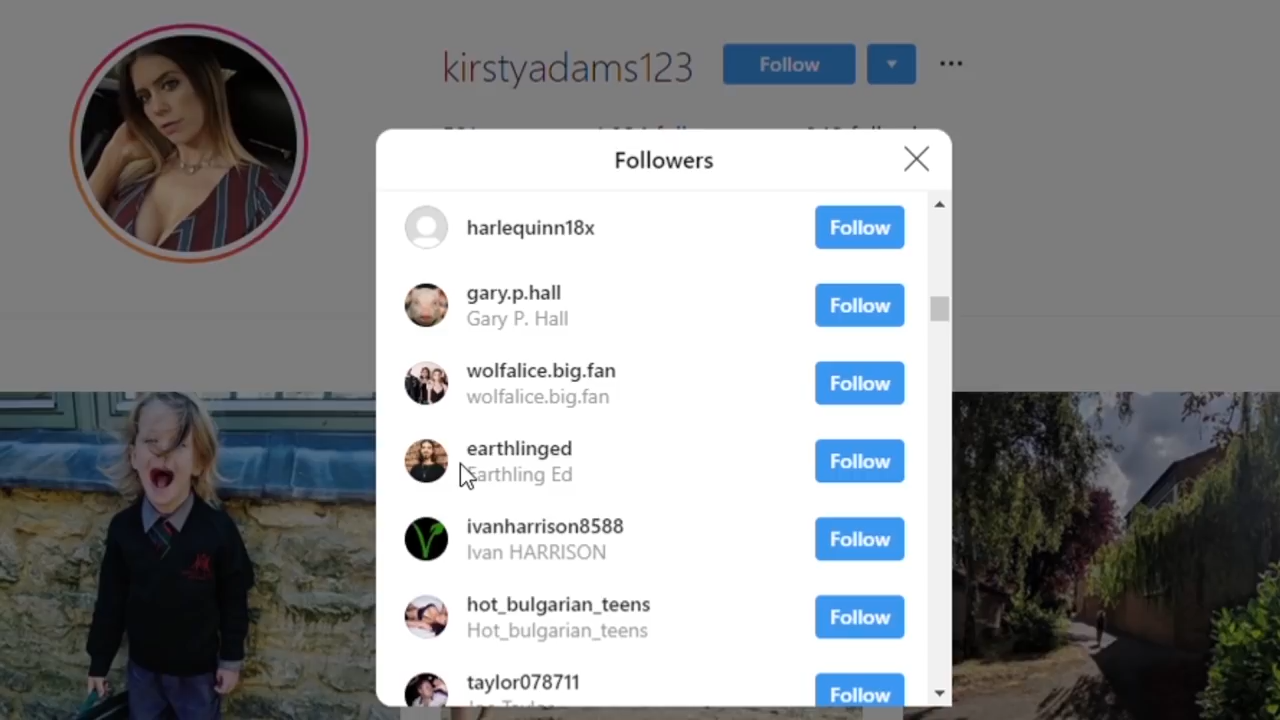 kirstyadams123
Follow
Followers
harlequinn18x
Follow
gary.p.hall
Gary P. Hall
Follow
wolfalice.big.fan
wolfalice.big.fan
Follow
earthlinged
Earthling Ed
Follow
ivanharrison8588
Ivan HARRISON
Follow
hot_bulgarian_teens
Hot_bulgarian_teens
Follow
taylor078711
Follow